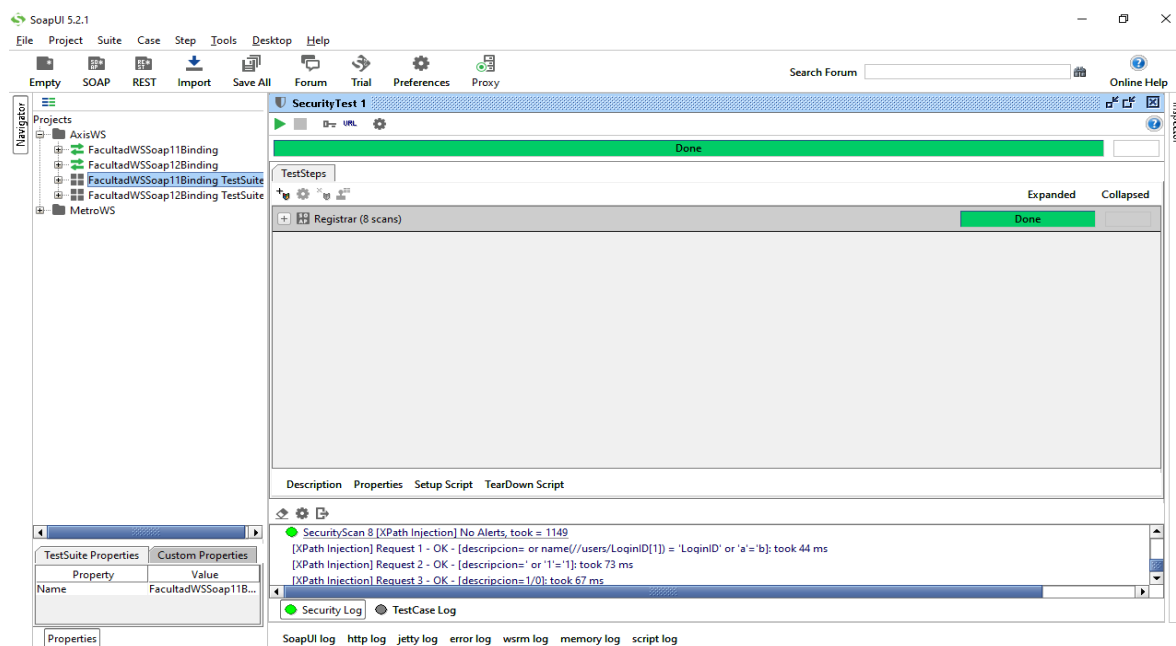 SoapUI 5.2.1
File Project Suite Case Step Tools Desktop Help
Empty SOAP REST Import Save All Forum Trial Preferences Proxy Search Forum Online Help
Navigator
Projects
AxisWS
FacultadWSSoap11Binding
FacultadWSSoap12Binding
FacultadWSSoap11Binding TestSuite
FacultadWSSoap12Binding TestSuite
MetroWS
SecurityTest 1
URL
Done
TestSteps
Expanded Collapsed
Registrar (8 scans) Done
Description Properties Setup Script TearDown Script
SecurityScan 8 [XPath Injection] No Alerts, took = 1149
[XPath Injection] Request 1 - OK - [descripcion= or name(//users/LoginID[1]) = 'LoginID' or 'a'='b]: took 44 ms
[XPath Injection] Request 2 - OK - [descripcion=' or '1'='1]: took 73 ms
[XPath Injection] Request 3 - OK - [descripcion=1/0]: took 67 ms
Security Log TestCase Log
TestSuite Properties Custom Properties
Property Value
Name FacultadWSSoap11B...
Properties
SoapUI log http log jetty log error log wsrm log memory log script log